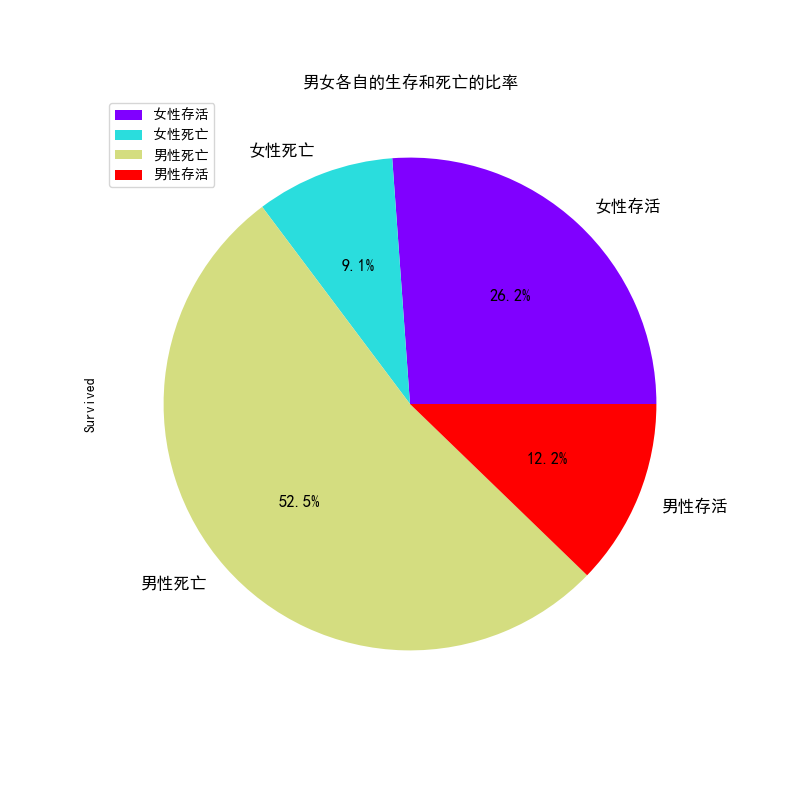 男女各自的生存和死亡的比率
女性存活
女性死亡
男性死亡
男性存活
女性死亡
女性存活
9.1%
26.2%
Survived
12.2%
52.5%
男性存活
男性死亡